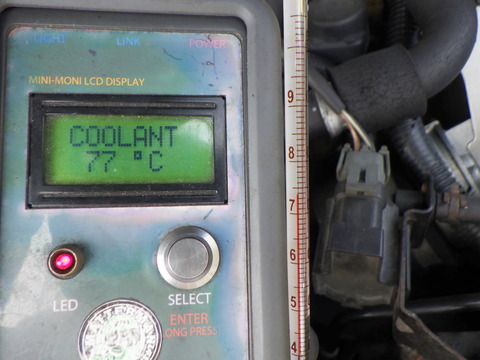 LIGHT LINK POWER
MINI-MONI LCD DISPLAY
COOLANT
77 °C
LED
SELECT
ENTER
LONG PRESS
9
8
7
6
5
4